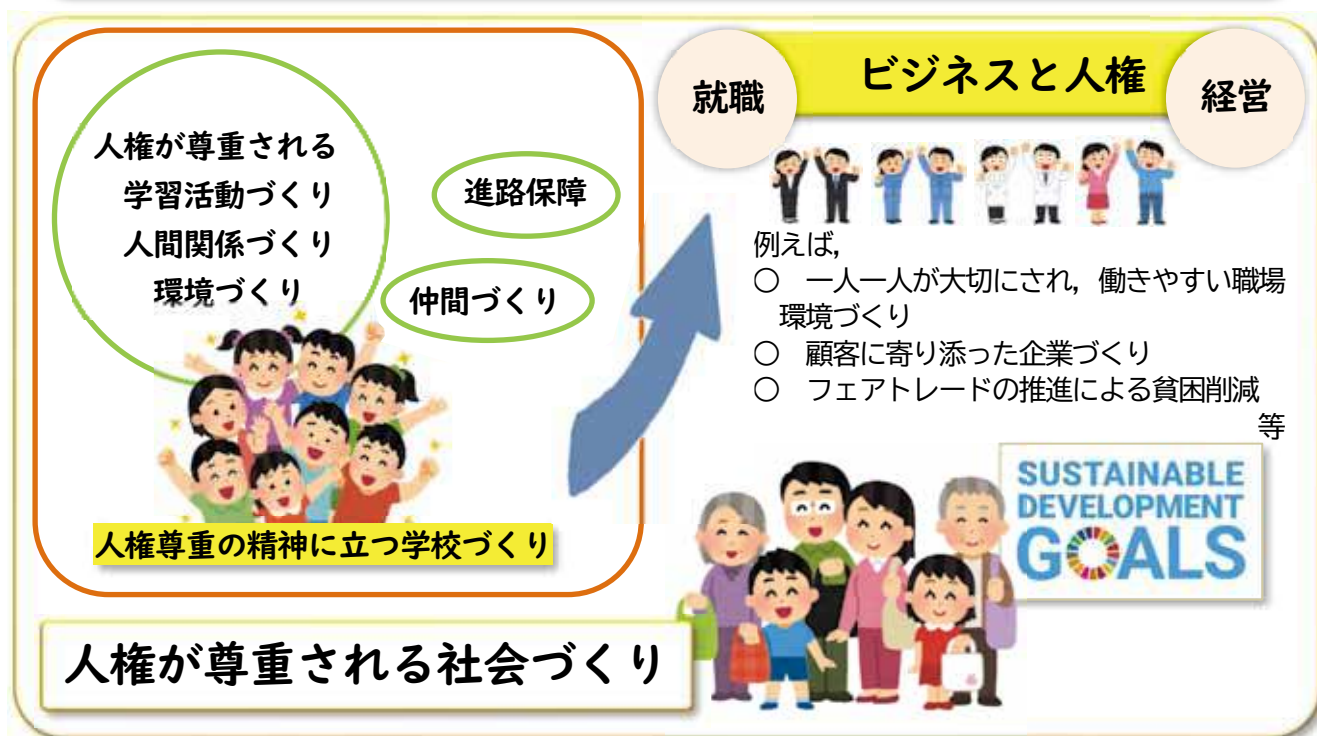 人権が尊重される
学習活動づくり
人間関係づくり
環境づくり
進路保障
仲間づくり
人権尊重の精神に立つ学校づくり
就職
ビジネスと人権
経営
例えば，
○　一人一人が大切にされ，働きやすい職場
環境づくり
○　顧客に寄り添った企業づくり
○　フェアトレードの推進による貧困削減
等
SUSTAINABLE
DEVELOPMENT
GOALS
人権が尊重される社会づくり